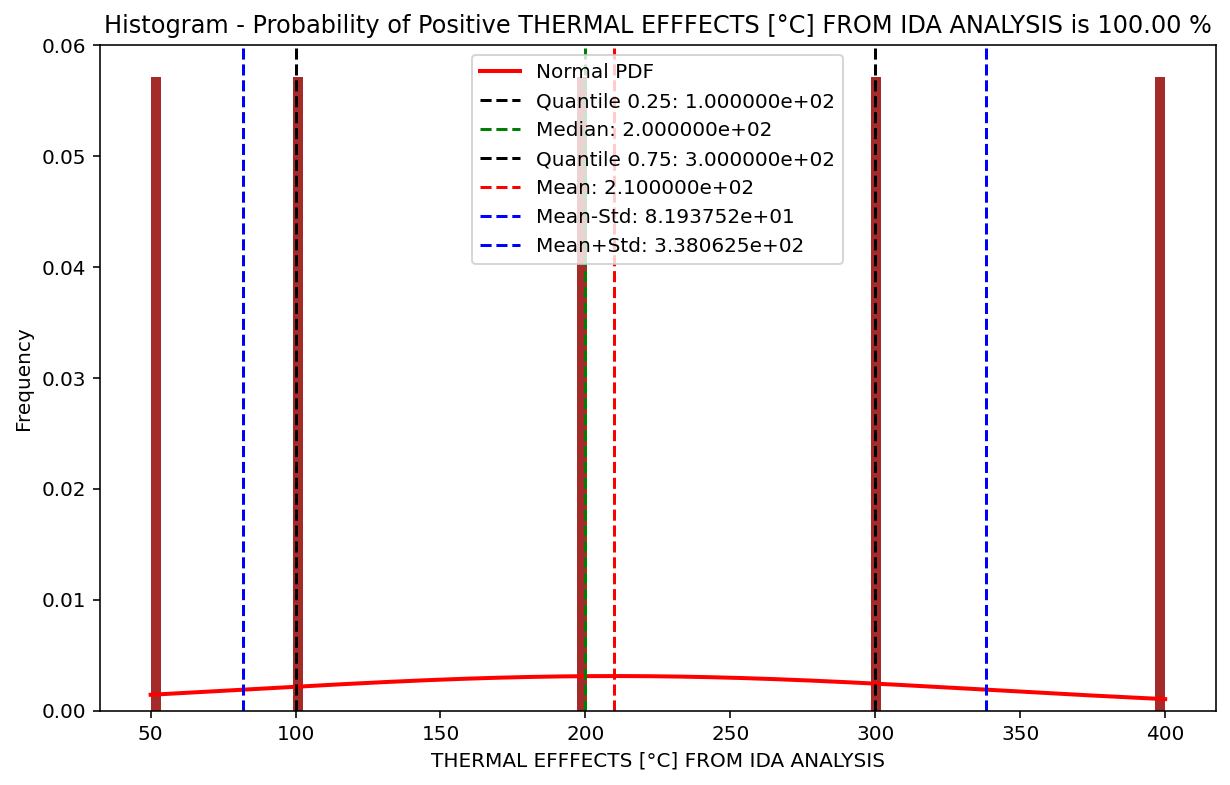 Histogram - Probability of Positive THERMAL EFFFECTS [°C] FROM IDA ANALYSIS is 100.00 %
0.06
0.05
0.04
0.03
0.02
0.01
0.00
Frequency
Normal PDF
Quantile 0.25: 1.000000e+02
Median: 2.000000e+02
Quantile 0.75: 3.000000e+02
Mean: 2.100000e+02
Mean-Std: 8.193752e+01
Mean+Std: 3.380625e+02
50 100 150 200 250 300 350 400
THERMAL EFFFECTS [°C] FROM IDA ANALYSIS